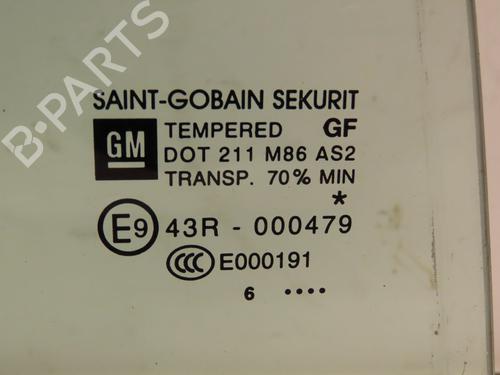 B-PARTS
SAINT-GOBAIN SEKURIT
GM TEMPERED GF
DOT 211 M86 AS2
TRANSP. 70% MIN
*
E9 43R - 000479
CCC E000191
6 ....